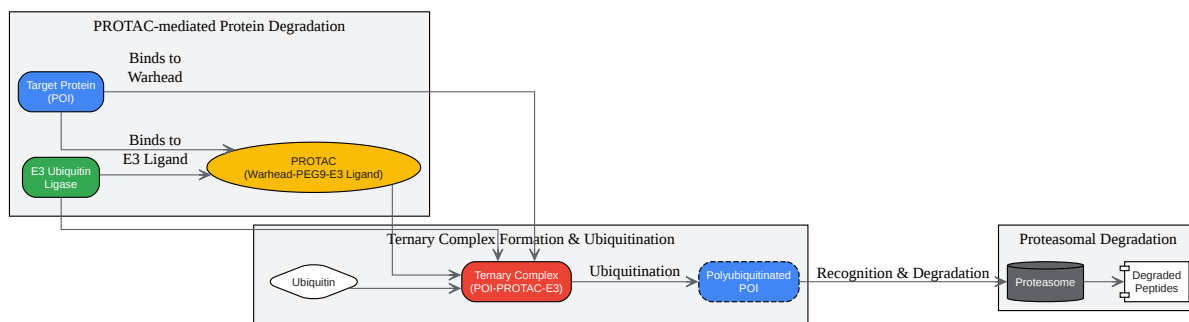 PROTAC-mediated Protein Degradation
Binds to
Warhead
Target Protein
(POI)
Binds to
E3 Ligand
E3 Ubiquitin
Ligase
PROTAC
(Warhead-PEG9-E3 Ligand)
Ternary Complex Formation & Ubiquitination
Ubiquitin
Ternary Complex
(POI-PROTAC-E3)
Ubiquitination
Polyubiquitinated
POI
Recognition & Degradation
Proteasomal Degradation
Proteasome
Degraded
Peptides